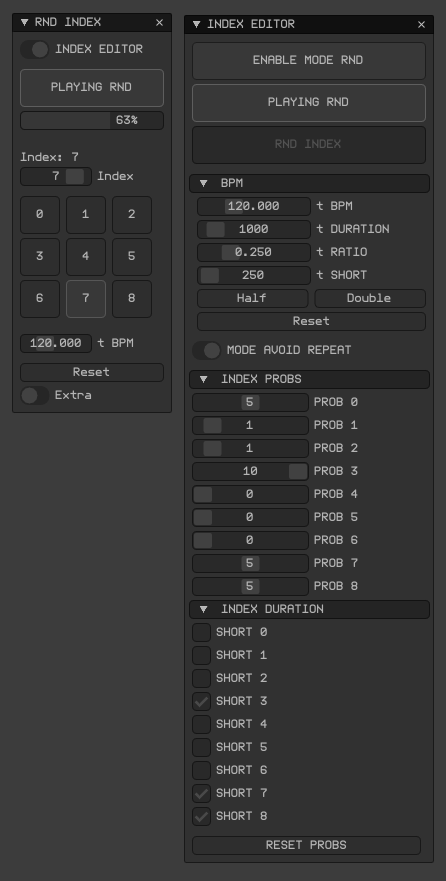 RND INDEX
INDEX EDITOR
PLAYING RND
63%
Index: 7
7 Index
0 1 2
3 4 5
6 7 8
120.000 t BPM
Reset
Extra
INDEX EDITOR
ENABLE MODE RND
PLAYING RND
RND INDEX
BPM
120.000 t BPM
1000 t DURATION
0.250 t RATIO
250 t SHORT
Half Double
Reset
MODE AVOID REPEAT
INDEX PROBS
5 PROB 0
1 PROB 1
1 PROB 2
10 PROB 3
0 PROB 4
0 PROB 5
0 PROB 6
5 PROB 7
5 PROB 8
INDEX DURATION
SHORT 0
SHORT 1
SHORT 2
SHORT 3
SHORT 4
SHORT 5
SHORT 6
SHORT 7
SHORT 8
RESET PROBS